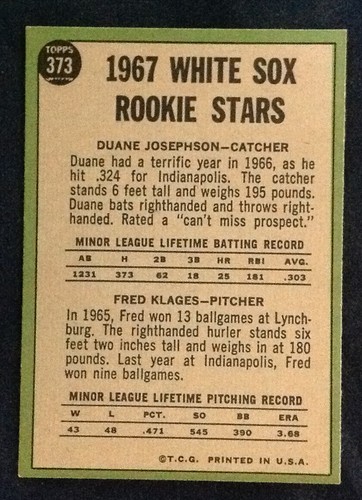 TOPPS
373
1967 WHITE SOX
ROOKIE STARS
DUANE JOSEPHSON—CATCHER
Duane had a terrific year in 1966, as he
hit .324 for Indianapolis. The catcher
stands 6 feet tall and weighs 195 pounds.
Duane bats righthanded and throws right-
handed. Rated a "can't miss prospect."
MINOR LEAGUE LIFETIME BATTING RECORD
AB H 2B 3B HR RBI AVG.
1231 373 62 18 25 181 .303
FRED KLAGES—PITCHER
In 1965, Fred won 13 ballgames at Lynch-
burg. The righthanded hurler stands six
feet two inches tall and weighs in at 180
pounds. Last year at Indianapolis, Fred
won nine ballgames.
MINOR LEAGUE LIFETIME PITCHING RECORD
W L PCT. SO BB ERA
43 48 .471 545 390 3.68
©T.C.G. PRINTED IN U.S.A.